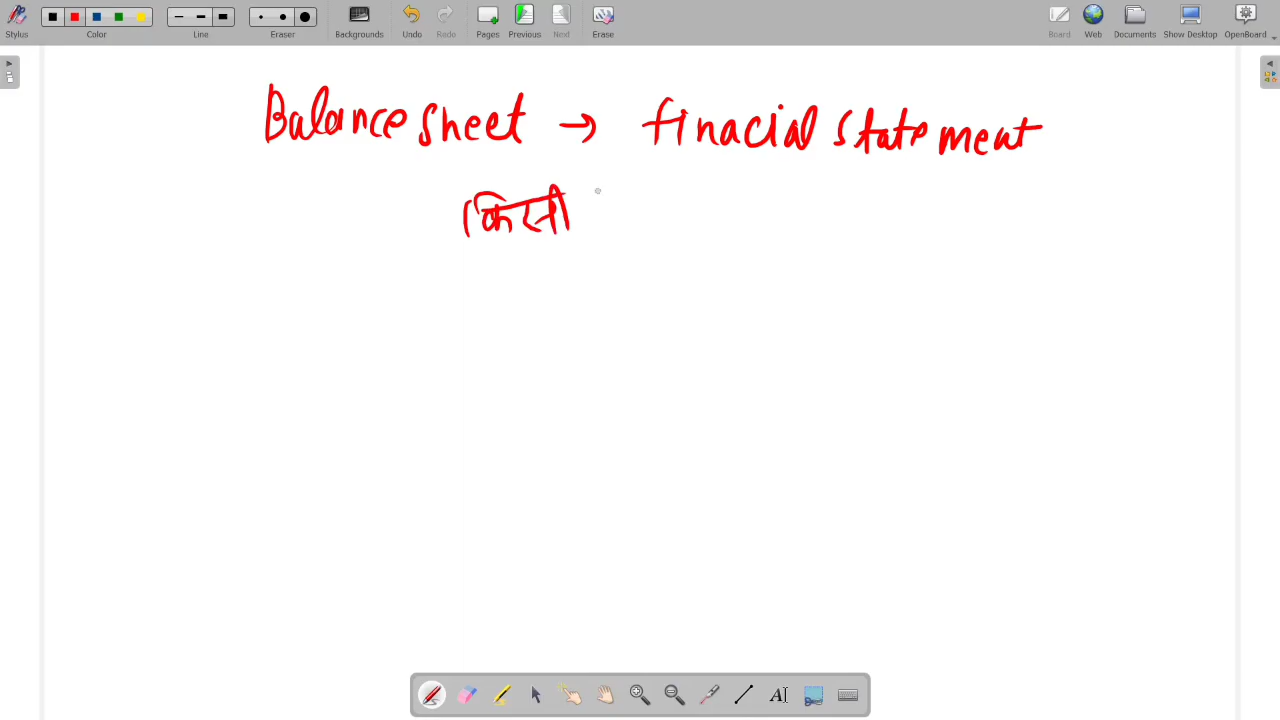 Stylus Color Line Eraser Backgrounds Undo Redo Pages Previous Next Erase Board Web Documents Show Desktop OpenBoard
Balance sheet → finacial statement
किसी